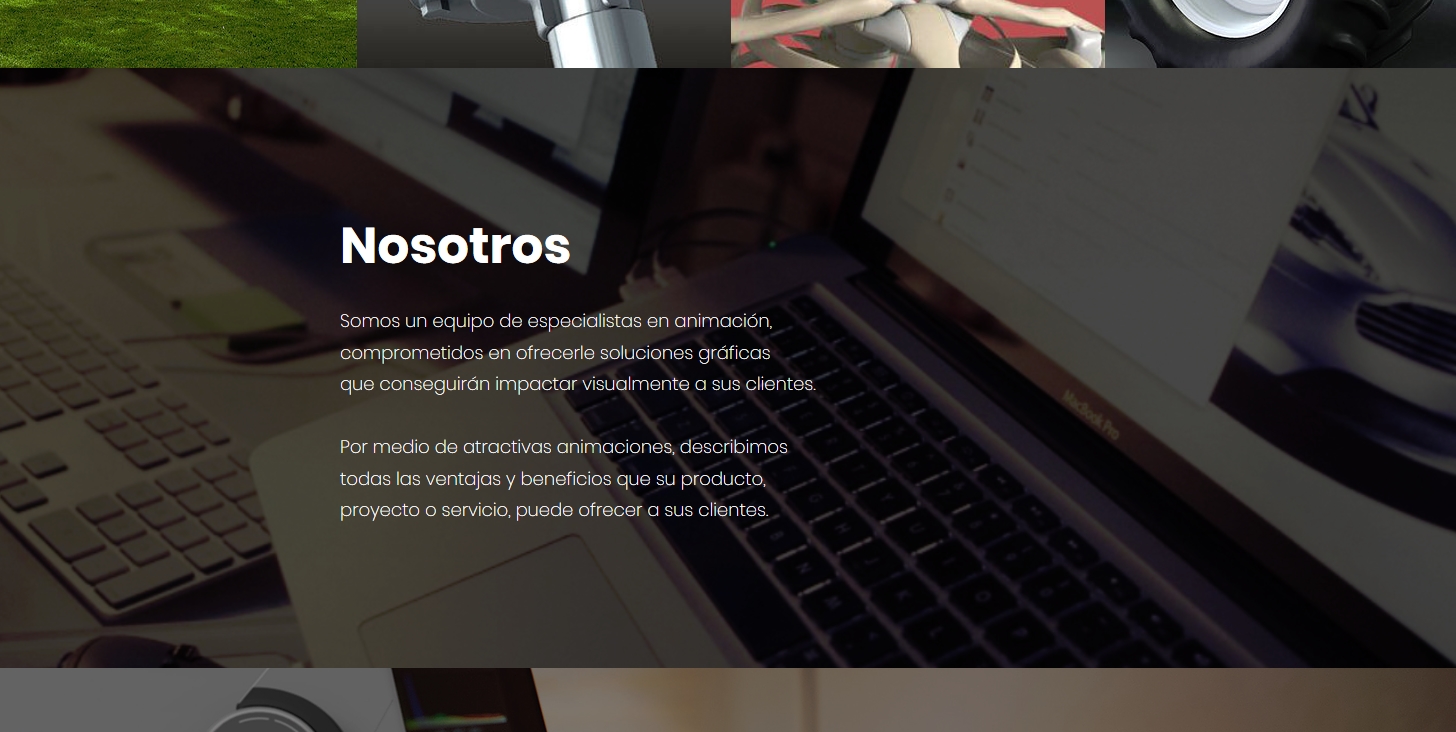 Nosotros
Somos un equipo de especialistas en animación,
comprometidos en ofrecerle soluciones gráficas
que conseguirán impactar visualmente a sus clientes.
Por medio de atractivas animaciones, describimos
todas las ventajas y beneficios que su producto,
proyecto o servicio, puede ofrecer a sus clientes.
MacBook Pro